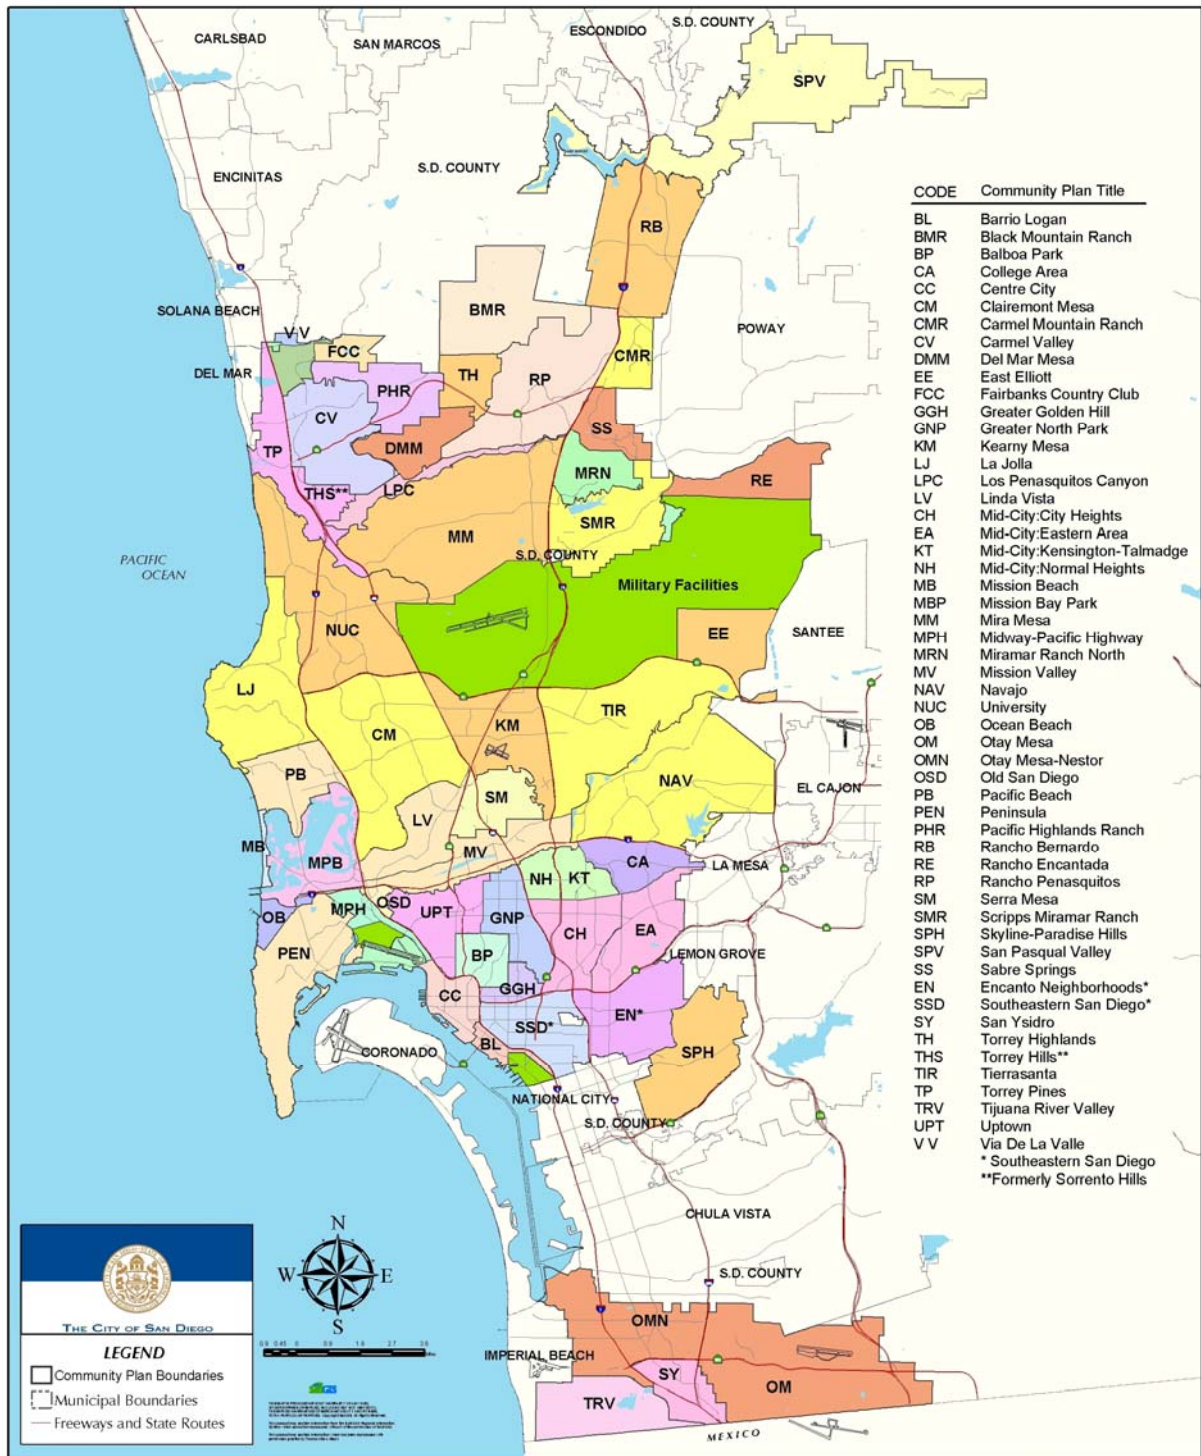 CARLSBAD
SAN MARCOS
ESCONDIDO
S.D. COUNTY
SPV
ENCINITAS
S.D. COUNTY
RB
SOLANA BEACH
BMR
POWAY
V V
FCC
DEL MAR
CMR
TH
RP
PHR
CV
SS
DMM
TP
MRN
RE
THS**
LPC
SMR
MM
S.D. COUNTY
PACIFIC
OCEAN
Military Facilities
NUC
EE
SANTEE
LJ
TIR
CM
KM
PB
NAV
EL CAJON
SM
LV
MB
MPB
MV
CA
LA MESA
NH
KT
OSD
MPH
UPT
GNP
OB
CH
EA
PEN
BP
LEMON GROVE
GGH
CC
EN*
SSD*
BL
CORONADO
SPH
NATIONAL CITY
S.D. COUNTY
CHULA VISTA
S.D. COUNTY
OMN
IMPERIAL BEACH
SY
OM
TRV
MEXICO
CODE Community Plan Title
BL Barrio Logan
BMR Black Mountain Ranch
BP Balboa Park
CA College Area
CC Centre City
CM Clairemont Mesa
CMR Carmel Mountain Ranch
CV Carmel Valley
DMM Del Mar Mesa
EE East Elliott
FCC Fairbanks Country Club
GGH Greater Golden Hill
GNP Greater North Park
KM Kearny Mesa
LJ La Jolla
LPC Los Penasquitos Canyon
LV Linda Vista
CH Mid-City:City Heights
EA Mid-City:Eastern Area
KT Mid-City:Kensington-Talmadge
NH Mid-City:Normal Heights
MB Mission Beach
MBP Mission Bay Park
MM Mira Mesa
MPH Midway-Pacific Highway
MRN Miramar Ranch North
MV Mission Valley
NAV Navajo
NUC University
OB Ocean Beach
OM Otay Mesa
OMN Otay Mesa-Nestor
OSD Old San Diego
PB Pacific Beach
PEN Peninsula
PHR Pacific Highlands Ranch
RB Rancho Bernardo
RE Rancho Encantada
RP Rancho Penasquitos
SM Serra Mesa
SMR Scripps Miramar Ranch
SPH Skyline-Paradise Hills
SPV San Pasqual Valley
SS Sabre Springs
EN Encanto Neighborhoods*
SSD Southeastern San Diego*
SY San Ysidro
TH Torrey Highlands
THS Torrey Hills**
TIR Tierrasanta
TP Torrey Pines
TRV Tijuana River Valley
UPT Uptown
V V Via De La Valle
* Southeastern San Diego
**Formerly Sorrento Hills
THE CITY OF SAN DIEGO
LEGEND
Community Plan Boundaries
Municipal Boundaries
Freeways and State Routes
N
W E
S